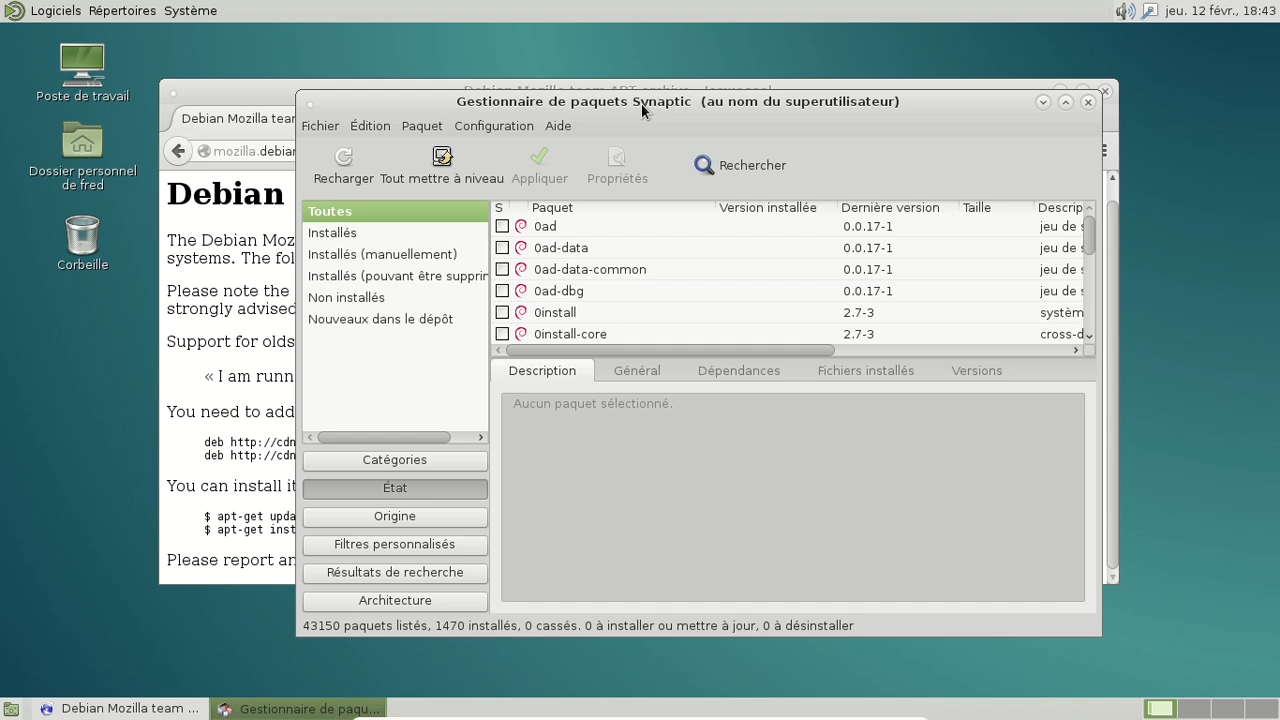 Logiciels Répertoires Système
jeu. 12 févr., 18:43
Poste de travail
Dossier personnel
de fred
Corbeille
Debian Mozilla team APT archive - Iceweasel
Debian Mozilla tear
mozilla.debia
Debian
The Debian Moz
systems. The fol
Please note the
strongly advised
Support for olds
« I am runn
You need to add
deb http://cdn
deb http://cdn
You can install it
$ apt-get upda
$ apt-get inst
Please report an
Gestionnaire de paquets Synaptic (au nom du superutilisateur)
Fichier Édition Paquet Configuration Aide
Recharger Tout mettre à niveau Appliquer Propriétés Rechercher
Toutes
Installés
Installés (manuellement)
Installés (pouvant être supprin
Non installés
Nouveaux dans le dépôt
Catégories
État
Origine
Filtres personnalisés
Résultats de recherche
Architecture
S Paquet Version installée Dernière version Taille Descrip
0ad 0.0.17-1 jeu de s
0ad-data 0.0.17-1 jeu de s
0ad-data-common 0.0.17-1 jeu de s
0ad-dbg 0.0.17-1 jeu de s
0install 2.7-3 systèm
0install-core 2.7-3 cross-d
Description Général Dépendances Fichiers installés Versions
Aucun paquet sélectionné.
43150 paquets listés, 1470 installés, 0 cassés. 0 à installer ou mettre à jour, 0 à désinstaller
Debian Mozilla team ... Gestionnaire de paqu...